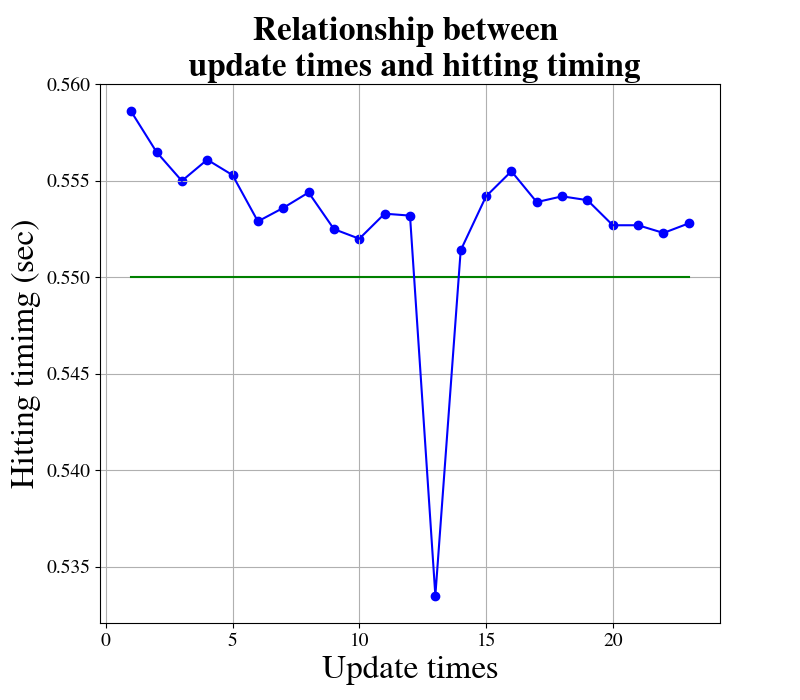 Relationship between
update times and hitting timing
0.560
0.555
0.550
0.545
0.540
0.535
Hitting timimg (sec)
0 5 10 15 20
Update times